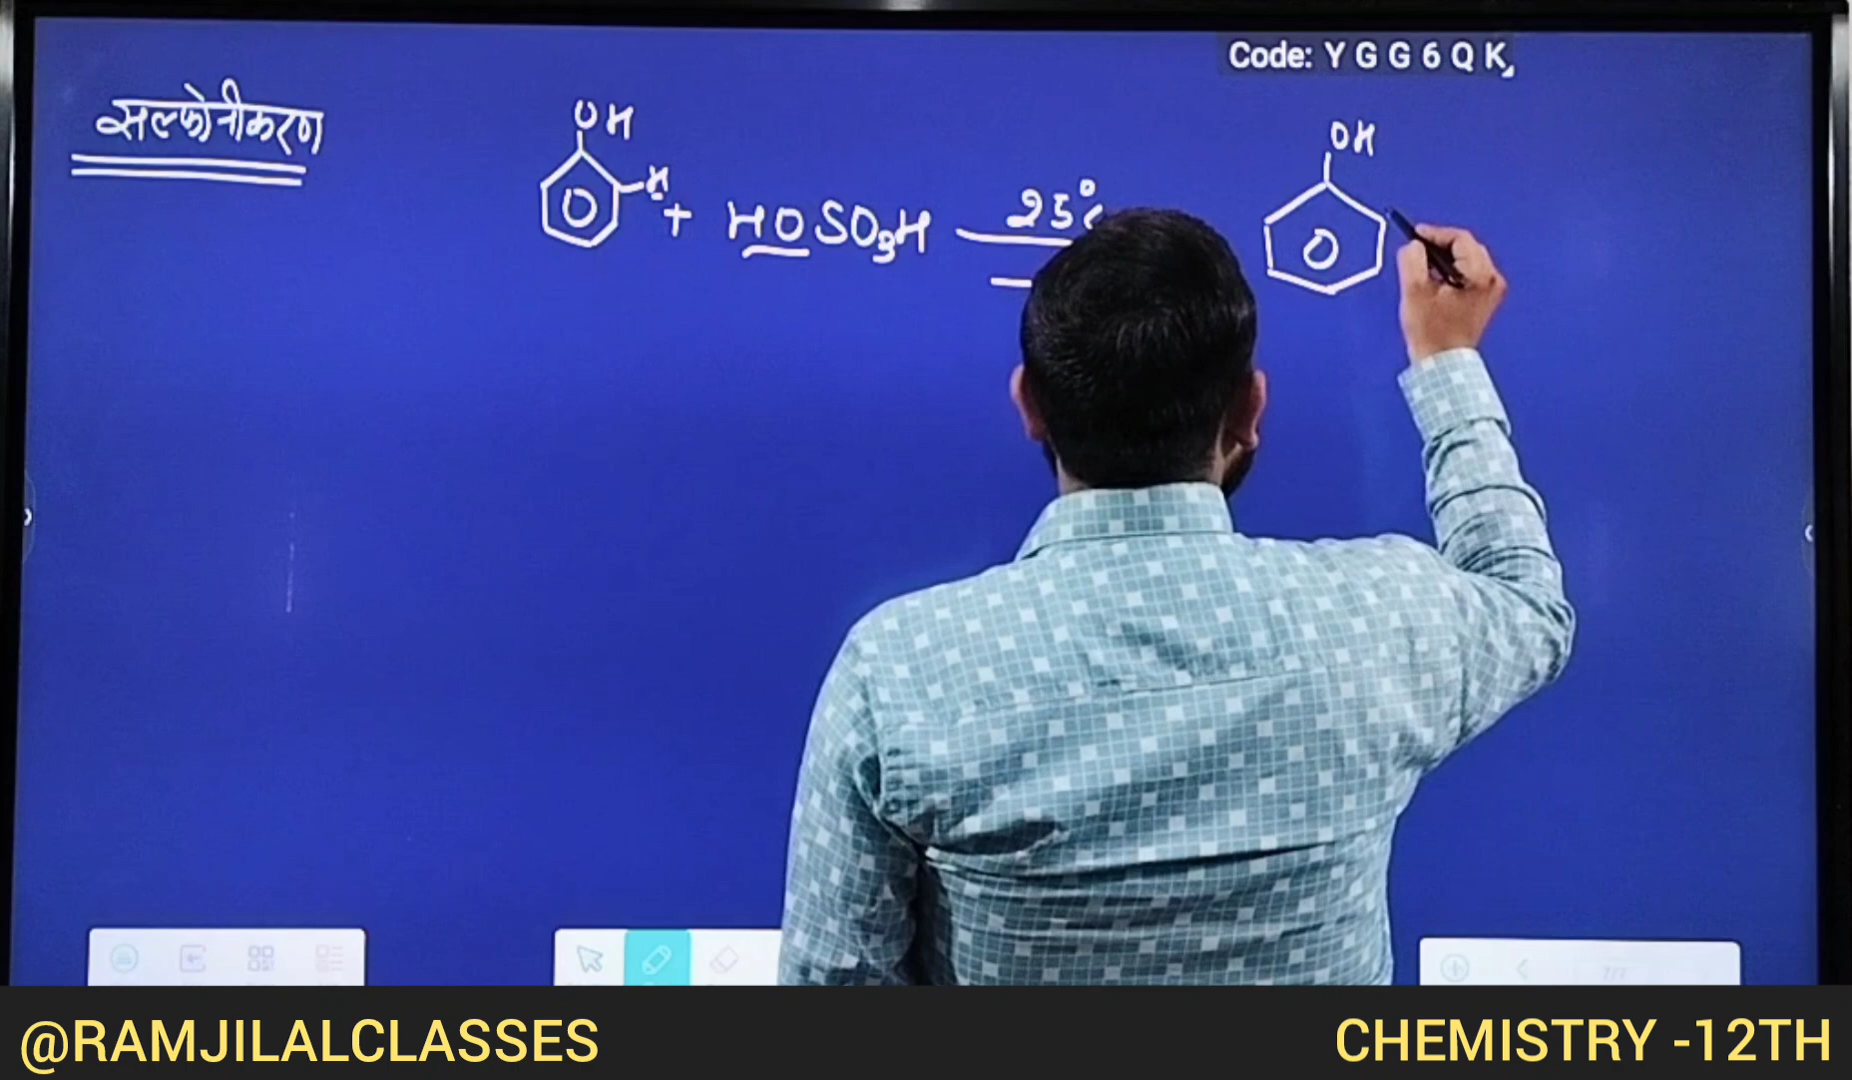 Code: Y G G 6 Q K
सल्फोनीकरण
OH
H
+ HOSO3H 25°
OH
@RAMJILALCLASSES
CHEMISTRY -12TH